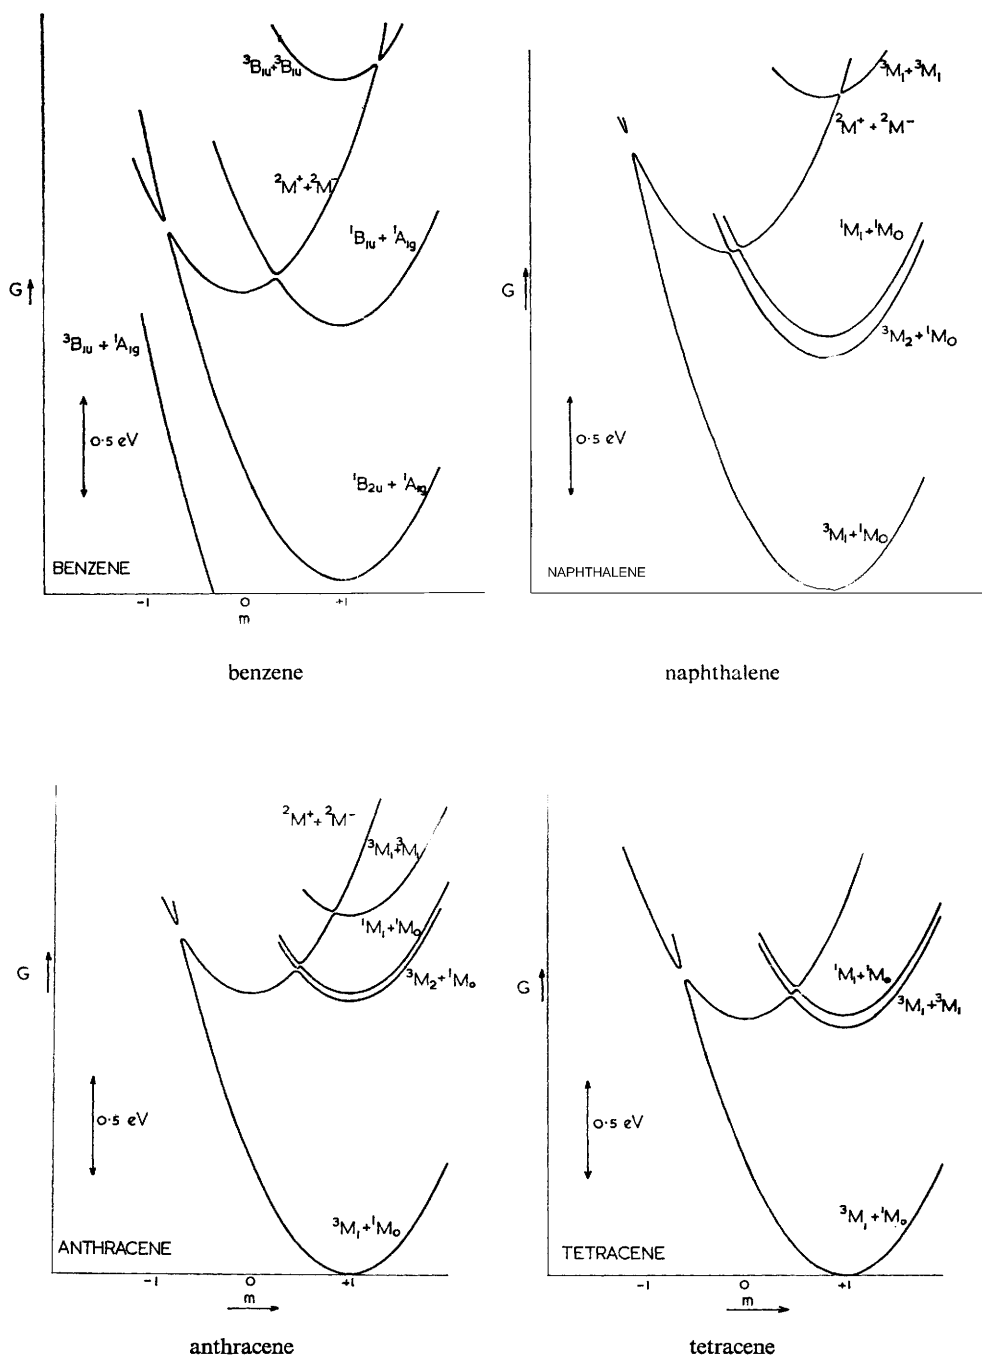 ³B₁ᵤ+³B₁ᵤ
²M⁺+²M⁻
¹B₁ᵤ + ¹A₁g
G
³B₁ᵤ + ¹A₁g
0·5 eV
¹B₂ᵤ + ¹A₁g
BENZENE
-1 0 +1
m
benzene
³M₁+³M₁
²M⁺ + ²M⁻
¹M₁+¹M₀
G
³M₂+¹M₀
0·5 eV
³M₁+¹M₀
NAPHTHALENE
naphthalene
²M⁺+²M⁻
³M₁+³M₁
¹M₁+¹M₀
G
³M₂+¹M₀
0·5 eV
³M₁+¹M₀
ANTHRACENE
-1 0 +1
m
anthracene
¹M₁+¹M₀
G
³M₁+³M₁
0·5 eV
³M₁+¹M₀
TETRACENE
-1 0 +1
m
tetracene